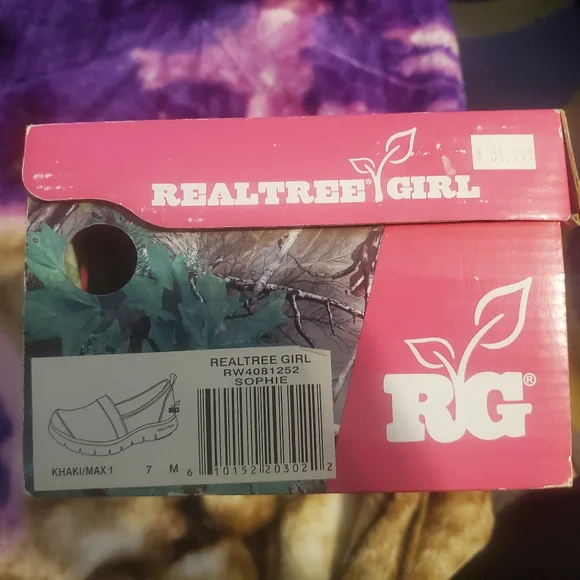 $ 34.99
REALTREE® GIRL
REALTREE GIRL
RW4081252
SOPHIE
KHAKI/MAX 1 7 M
6 10152 20302 2
RG®